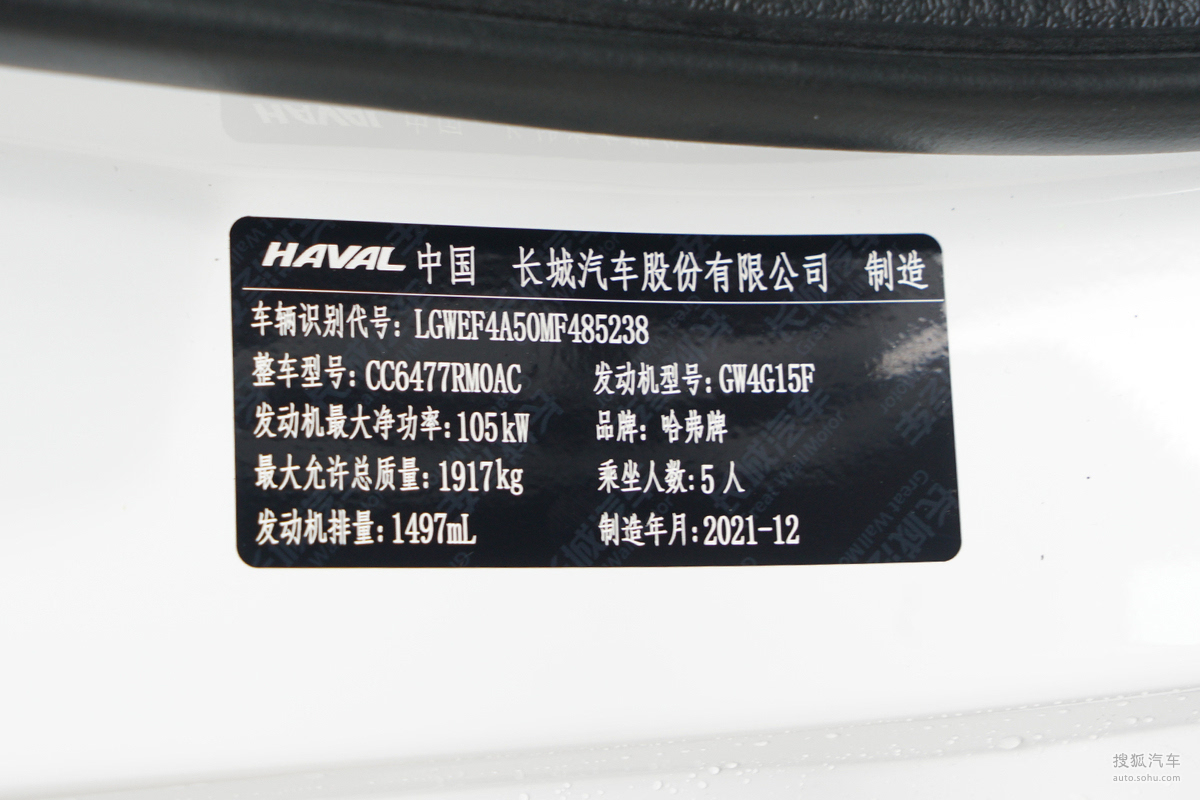 HAVAL 中国 长城汽车股份有限公司 制造
车辆识别代号: LGWEF4A50MF485238
整车型号: CC6477RM0AC 发动机型号: GW4G15F
发动机最大净功率: 105kW 品牌: 哈弗牌
最大允许总质量: 1917kg 乘坐人数: 5 人
发动机排量: 1497mL 制造年月: 2021-12
搜狐汽车
auto.sohu.com